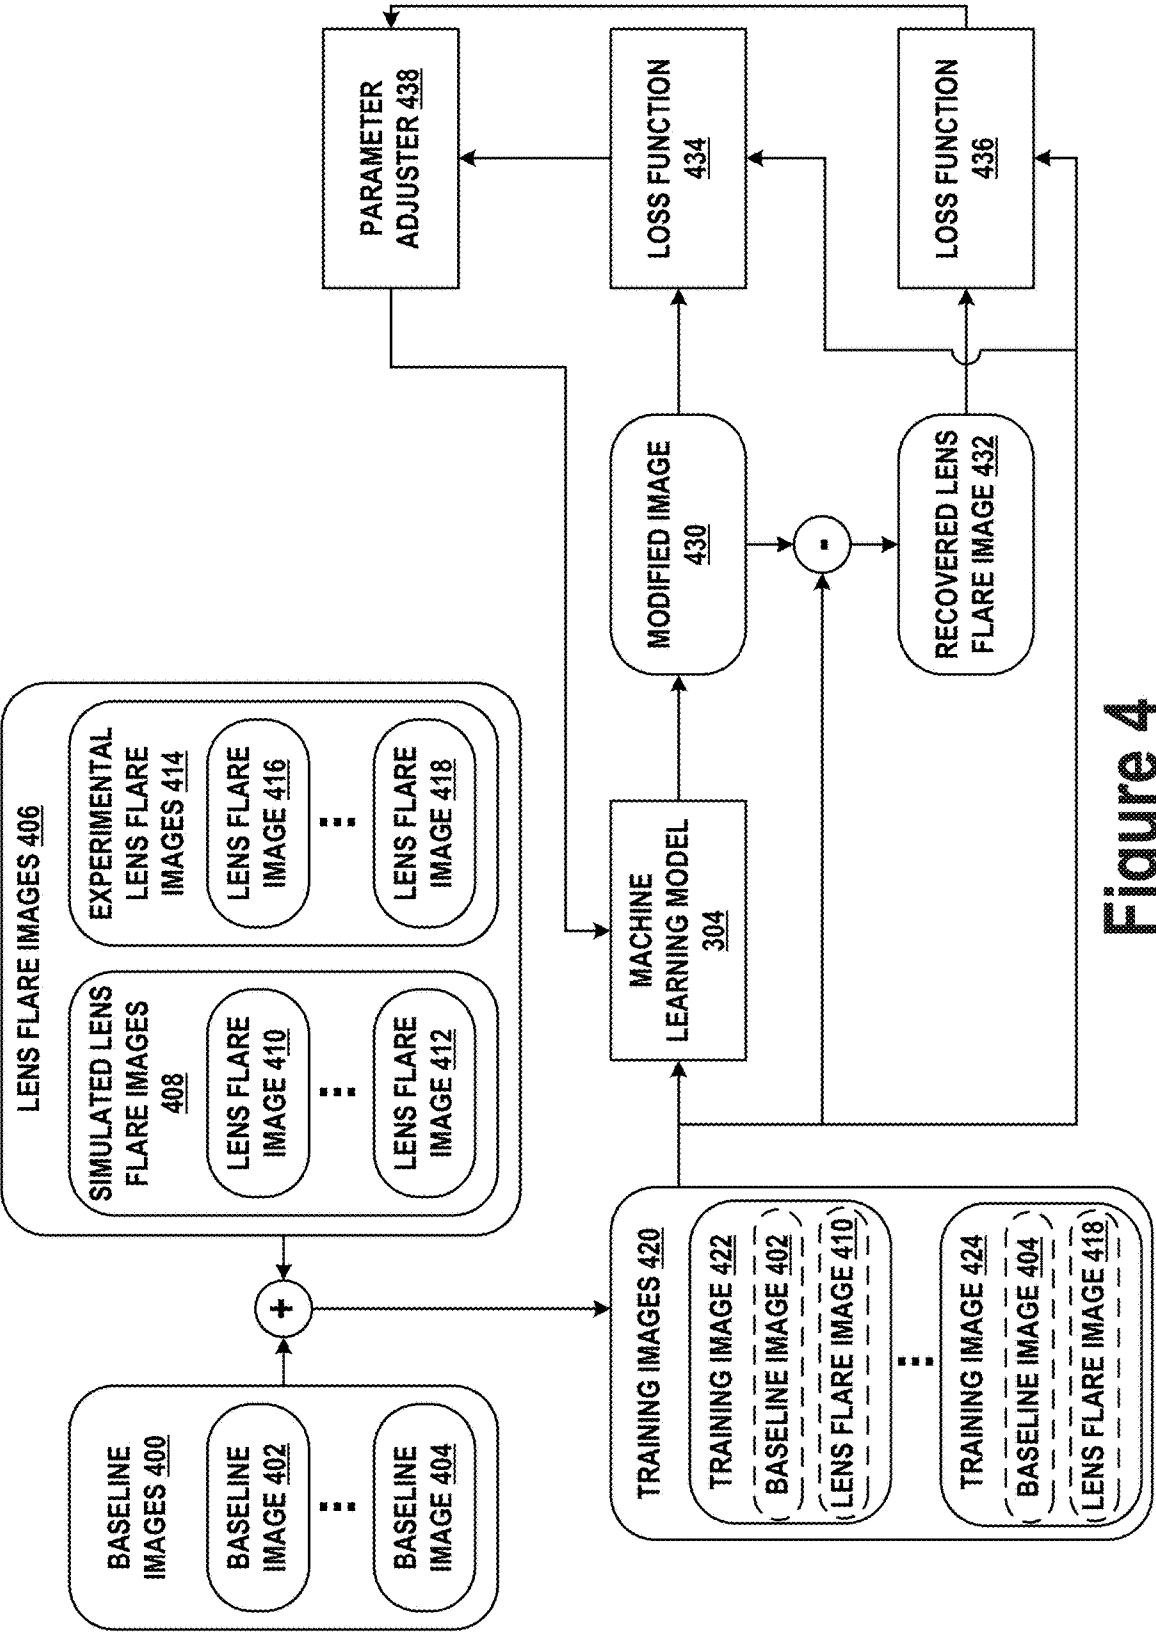 BASELINE
IMAGES 400
BASELINE
IMAGE 402
...
BASELINE
IMAGE 404
+
LENS FLARE IMAGES 406
SIMULATED LENS
FLARE IMAGES
408
LENS FLARE
IMAGE 410
...
LENS FLARE
IMAGE 412
EXPERIMENTAL
LENS FLARE
IMAGES 414
LENS FLARE
IMAGE 416
...
LENS FLARE
IMAGE 418
TRAINING IMAGES 420
TRAINING IMAGE 422
BASELINE IMAGE 402
LENS FLARE IMAGE 410
...
TRAINING IMAGE 424
BASELINE IMAGE 404
LENS FLARE IMAGE 418
MACHINE
LEARNING MODEL
304
MODIFIED IMAGE
430
-
RECOVERED LENS
FLARE IMAGE 432
PARAMETER
ADJUSTER 438
LOSS FUNCTION
434
LOSS FUNCTION
436
Figure 4